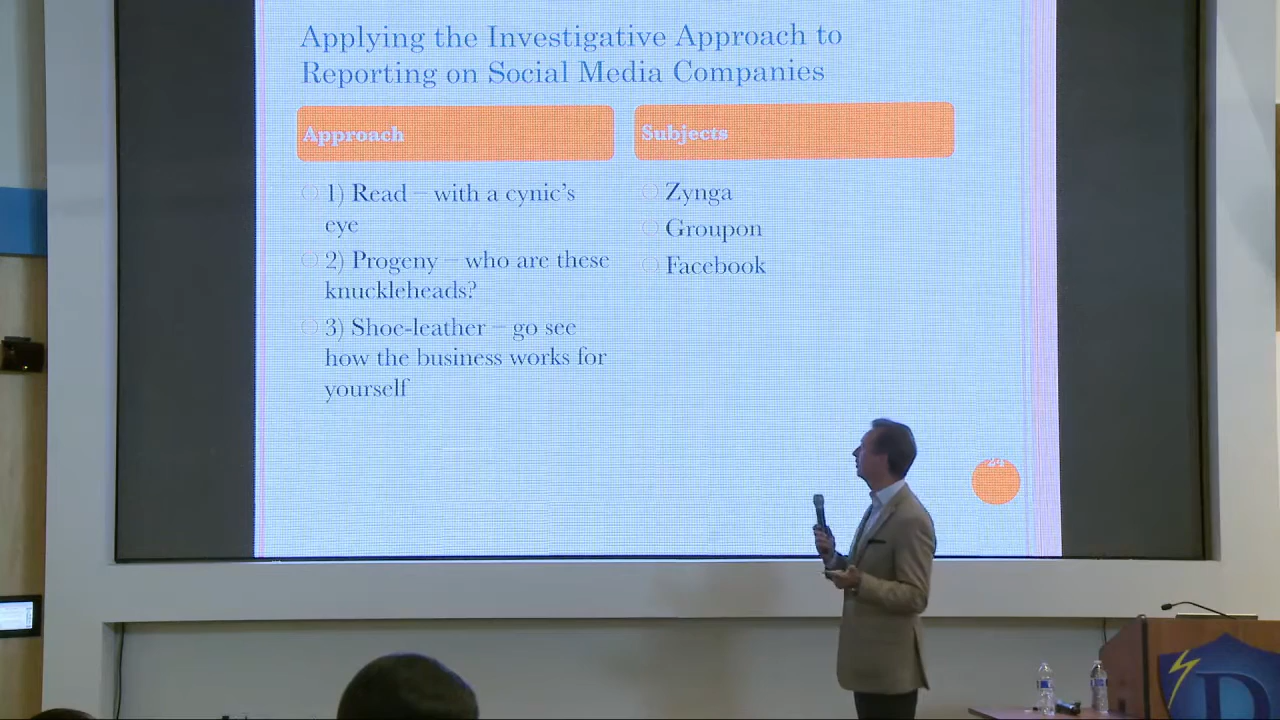 Applying the Investigative Approach to
Reporting on Social Media Companies
Approach
Subjects
1) Read – with a cynic's
eye
2) Progeny – who are these
knuckleheads?
3) Shoe-leather – go see
how the business works for
yourself
Zynga
Groupon
Facebook
D